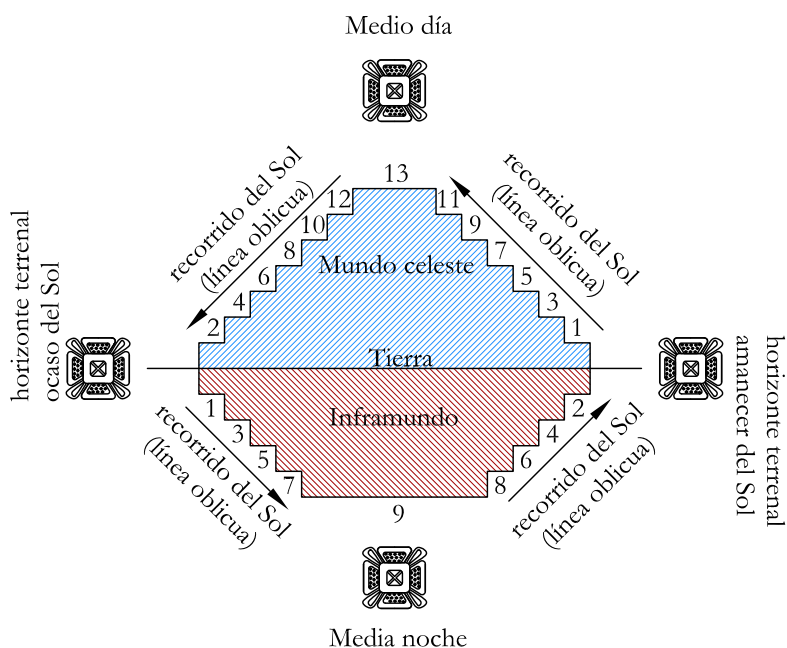 Medio día
recorrido del Sol
(línea oblicua)
recorrido del Sol
(línea oblicua)
13
12
11
10
9
8
7
6
5
4
3
2
1
Mundo celeste
horizonte terrenal
ocaso del Sol
Tierra
horizonte terrenal
amanecer del Sol
Inframundo
1
2
3
4
5
6
7
8
9
recorrido del Sol
(línea oblicua)
recorrido del Sol
(línea oblicua)
Media noche